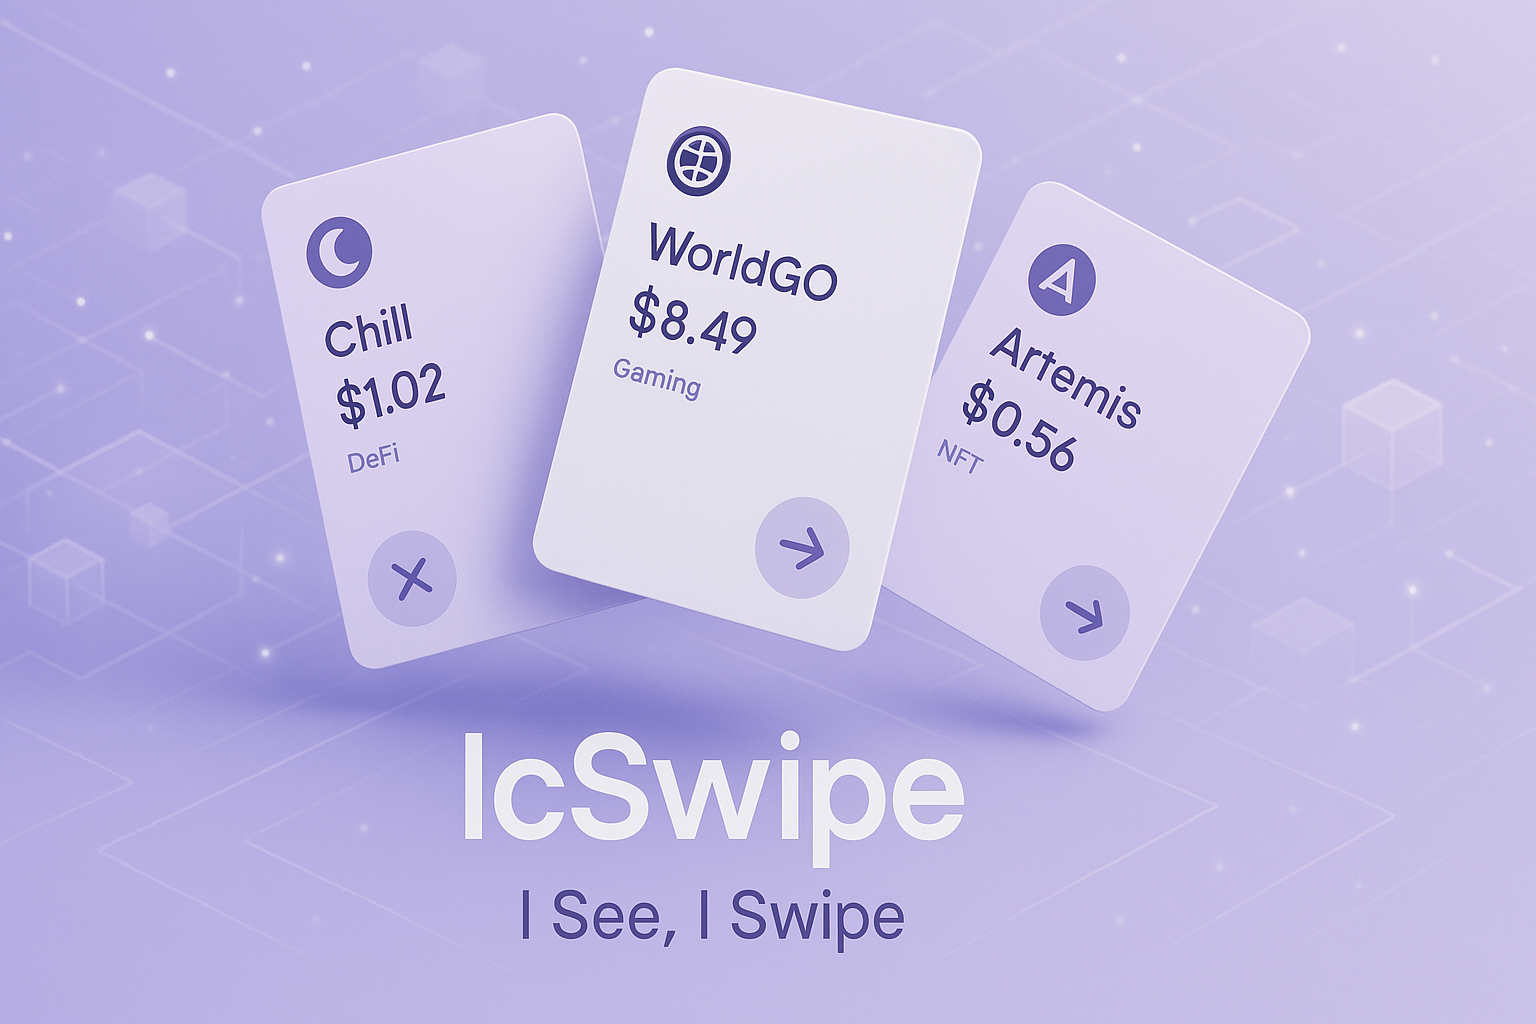 Chill
$1.02
DeFi
WorldGO
$8.49
Gaming
A
Artemis
$0.56
NFT
IcSwipe
I See, I Swipe